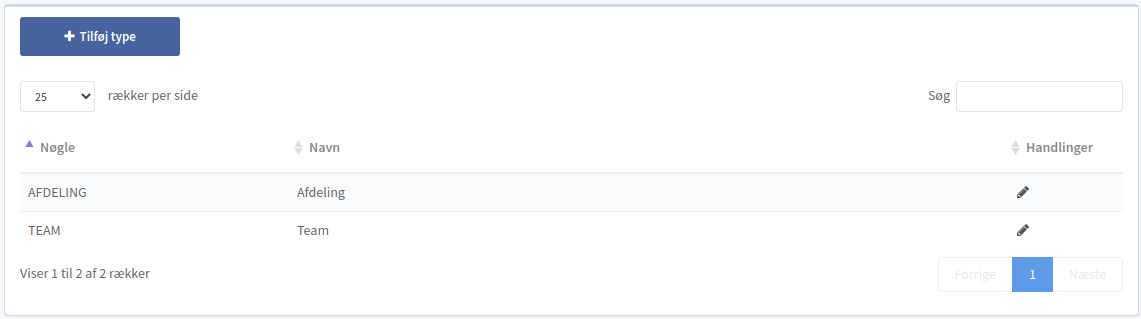 Tilføj type
25 rækker per side
Søg
Nøgle Navn Handlinger
AFDELING Afdeling
TEAM Team
Viser 1 til 2 af 2 rækker
Forrige 1 Næste